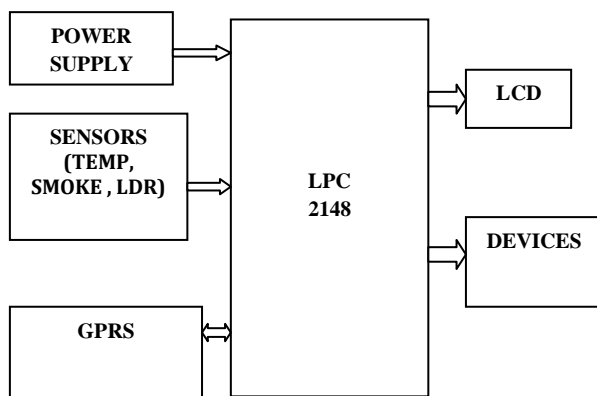 POWER
SUPPLY
SENSORS
(TEMP,
SMOKE , LDR)
GPRS
LPC
2148
LCD
DEVICES